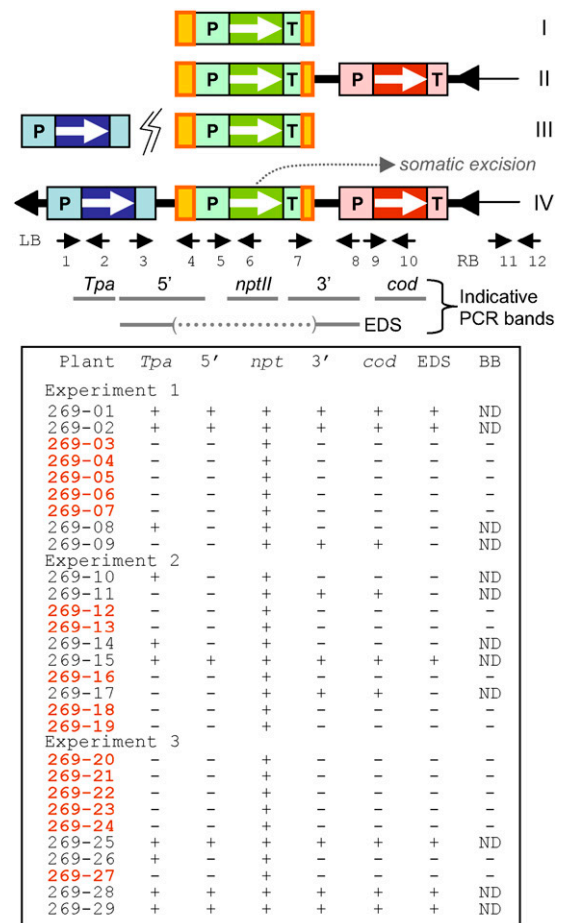 P T I
P T P T II
P P T III
somatic excision
P P T P T IV
LB 1 2 3 4 5 6 7 8 9 10 RB 11 12
Tpa 5' nptII 3' cod
EDS
Indicative
PCR bands
Plant Tpa 5′ npt 3′ cod EDS BB
Experiment 1
269-01 + + + + + + ND
269-02 + + + + + + ND
269-03 - - + - - - -
269-04 - - + - - - -
269-05 - - + - - - -
269-06 - - + - - - -
269-07 - - + - - - -
269-08 + - + - - - ND
269-09 - - + + + - ND
Experiment 2
269-10 + - + - - - ND
269-11 - - + + + - ND
269-12 - - + - - - -
269-13 - - + - - - -
269-14 + - + - - - ND
269-15 + + + + + + ND
269-16 - - + - - - -
269-17 - - + + + - ND
269-18 - - + - - - -
269-19 - - + - - - -
Experiment 3
269-20 - - + - - - -
269-21 - - + - - - -
269-22 - - + - - - -
269-23 - - + - - - -
269-24 - - + - - - -
269-25 + + + + + + ND
269-26 + - + - - - ND
269-27 - - + - - - -
269-28 + + + + + + ND
269-29 + + + + + + ND